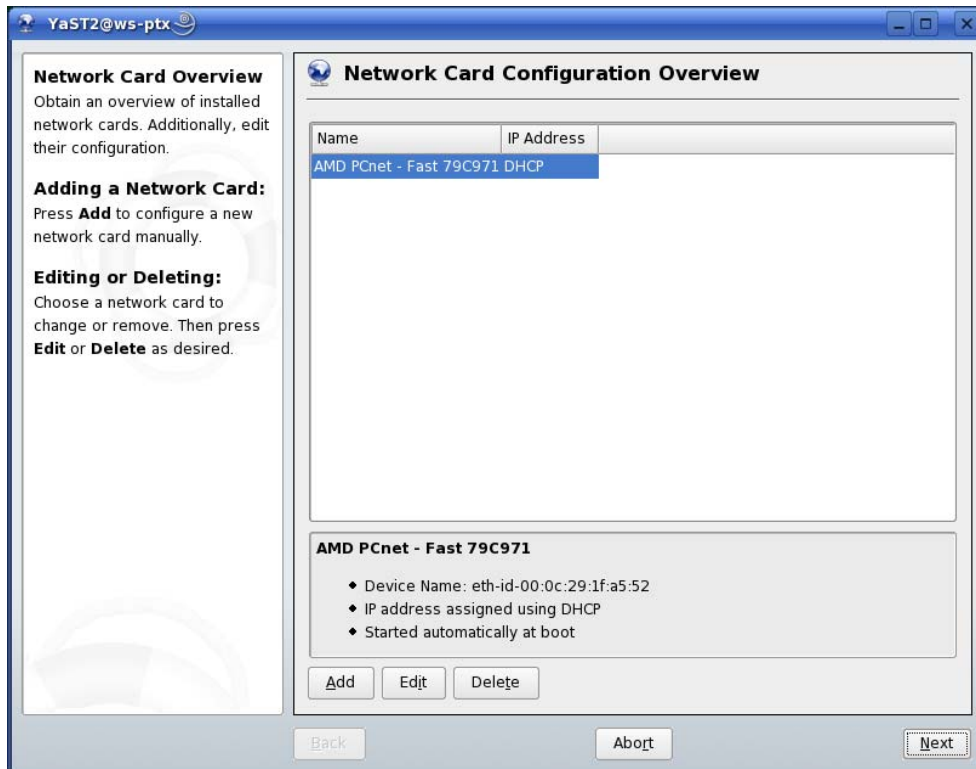 YaST2@ws-ptx
Network Card Overview
Obtain an overview of installed
network cards. Additionally, edit
their configuration.
Adding a Network Card:
Press Add to configure a new
network card manually.
Editing or Deleting:
Choose a network card to
change or remove. Then press
Edit or Delete as desired.
Network Card Configuration Overview
Name IP Address
AMD PCnet - Fast 79C971 DHCP
AMD PCnet - Fast 79C971
Device Name: eth-id-00:0c:29:1f:a5:52
IP address assigned using DHCP
Started automatically at boot
Add Edit Delete
Back Abort Next